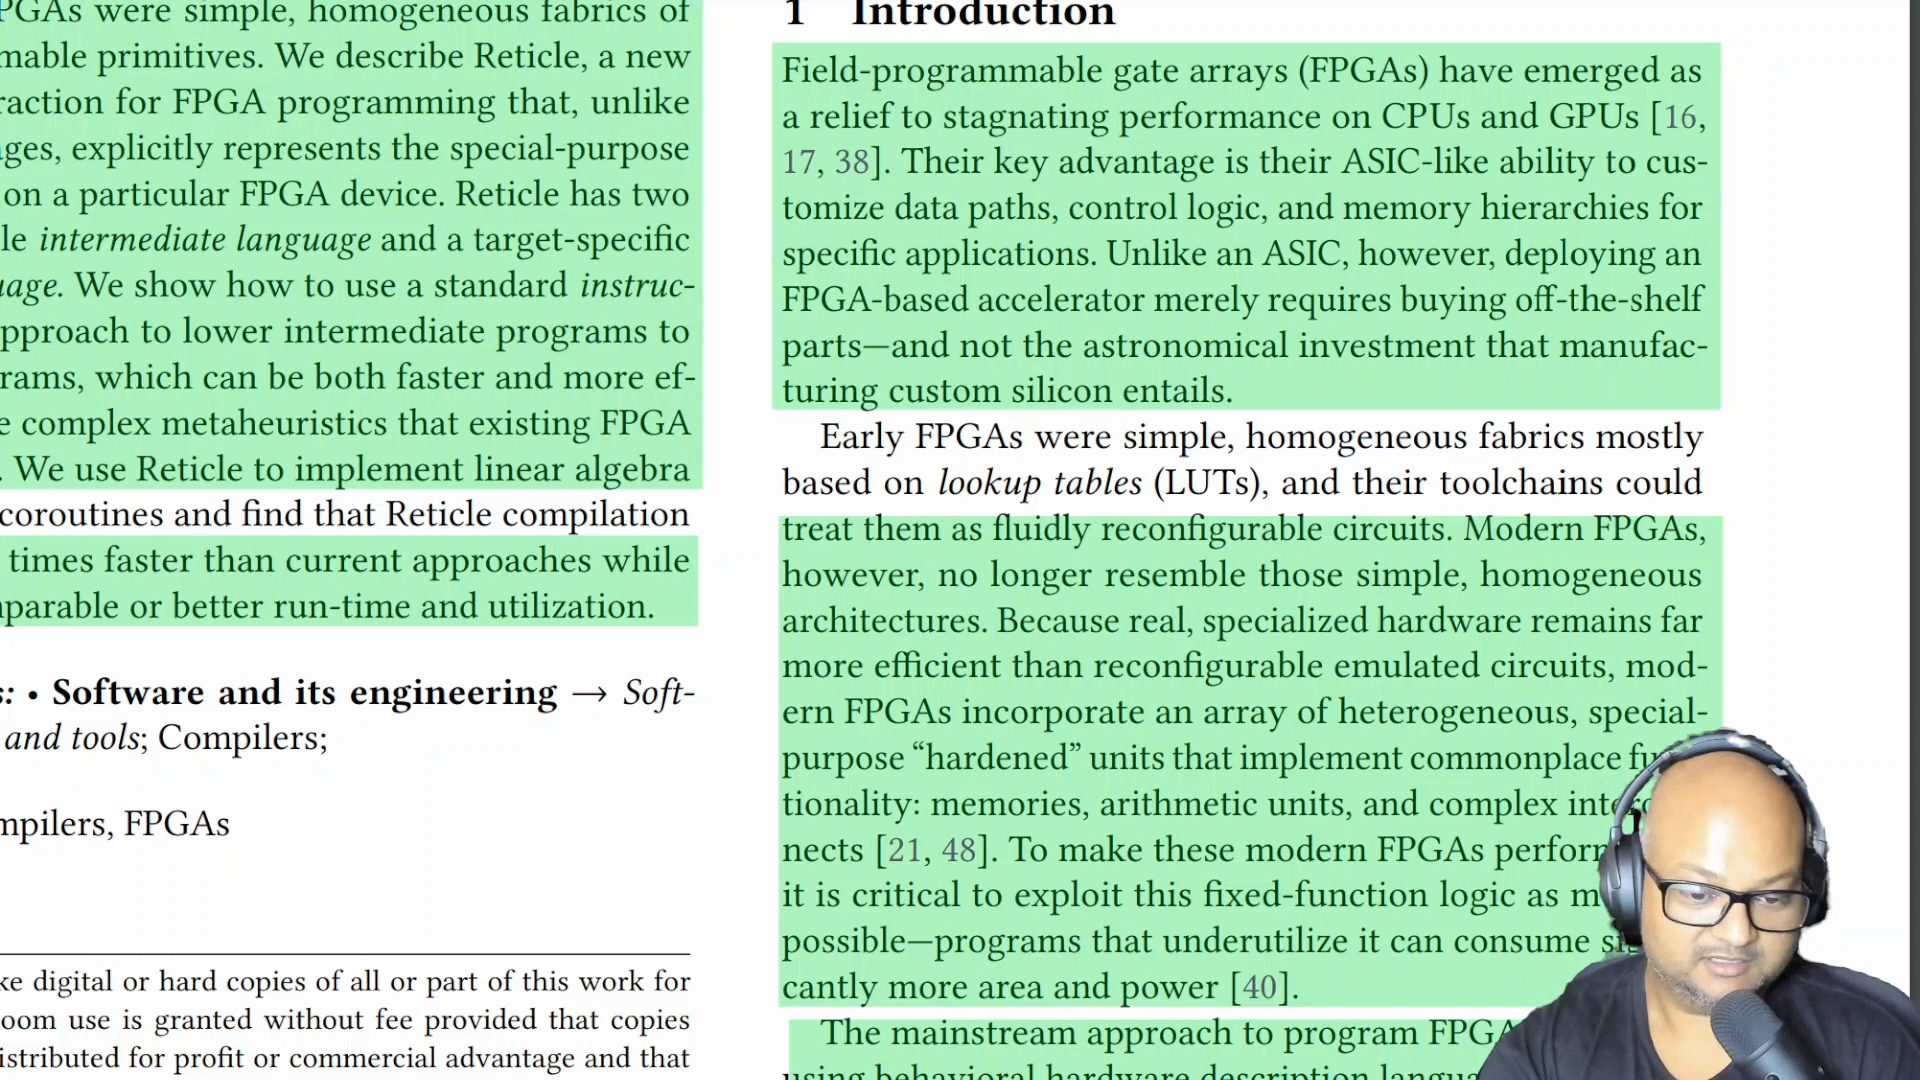 PGAs were simple, homogeneous fabrics of
mable primitives. We describe Reticle, a new
raction for FPGA programming that, unlike
ages, explicitly represents the special-purpose
on a particular FPGA device. Reticle has two
le intermediate language and a target-specific
uage. We show how to use a standard instruc-
pproach to lower intermediate programs to
rams, which can be both faster and more ef-
e complex metaheuristics that existing FPGA
. We use Reticle to implement linear algebra
coroutines and find that Reticle compilation
times faster than current approaches while
parable or better run-time and utilization.
s: • Software and its engineering → Soft-
and tools; Compilers;
mpilers, FPGAs
ke digital or hard copies of all or part of this work for
oom use is granted without fee provided that copies
istributed for profit or commercial advantage and that
1 Introduction
Field-programmable gate arrays (FPGAs) have emerged as
a relief to stagnating performance on CPUs and GPUs [16,
17, 38]. Their key advantage is their ASIC-like ability to cus-
tomize data paths, control logic, and memory hierarchies for
specific applications. Unlike an ASIC, however, deploying an
FPGA-based accelerator merely requires buying off-the-shelf
parts—and not the astronomical investment that manufac-
turing custom silicon entails.
Early FPGAs were simple, homogeneous fabrics mostly
based on lookup tables (LUTs), and their toolchains could
treat them as fluidly reconfigurable circuits. Modern FPGAs,
however, no longer resemble those simple, homogeneous
architectures. Because real, specialized hardware remains far
more efficient than reconfigurable emulated circuits, mod-
ern FPGAs incorporate an array of heterogeneous, special-
purpose “hardened” units that implement commonplace
tionality: memories, arithmetic units, and complex
nects [21, 48]. To make these modern FPGAs perform
it is critical to exploit this fixed-function logic as
possible—programs that underutilize it can consume
cantly more area and power [40].
The mainstream approach to program FPGA
using behavioral hardware description